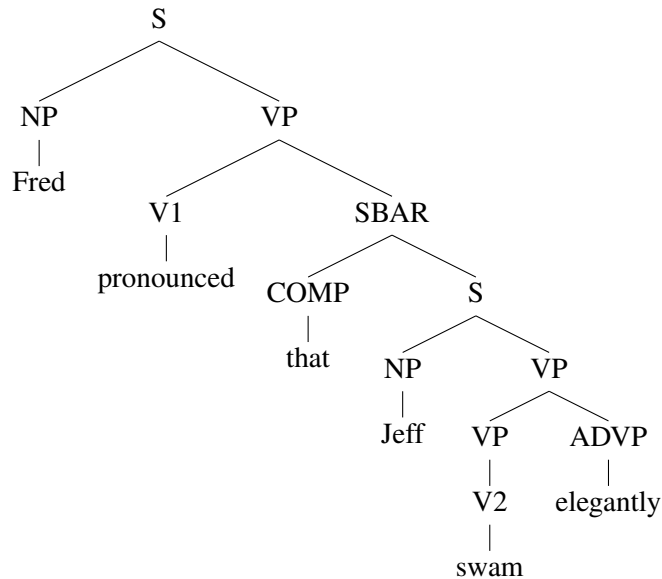 S
NP VP
Fred
V1 SBAR
pronounced
COMP S
that
NP VP
Jeff
VP ADVP
V2 elegantly
swam